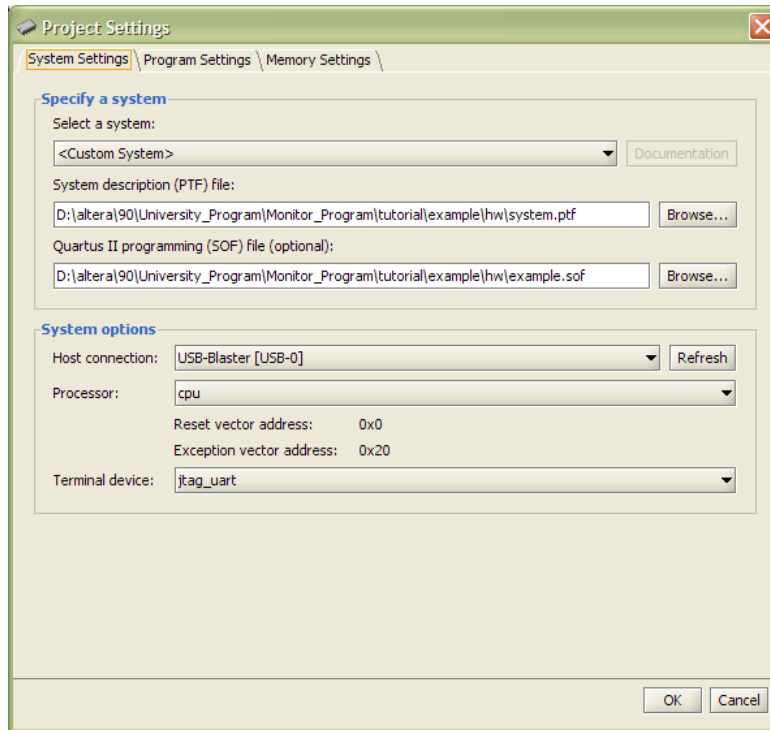 Project Settings
System Settings Program Settings Memory Settings
Specify a system
Select a system:
<Custom System> Documentation
System description (PTF) file:
D:\altera\90\University_Program\Monitor_Program\tutorial\example\hw\system.ptf Browse...
Quartus II programming (SOF) file (optional):
D:\altera\90\University_Program\Monitor_Program\tutorial\example\hw\example.sof Browse...
System options
Host connection: USB-Blaster [USB-0] Refresh
Processor: cpu
Reset vector address: 0x0
Exception vector address: 0x20
Terminal device: jtag_uart
OK Cancel